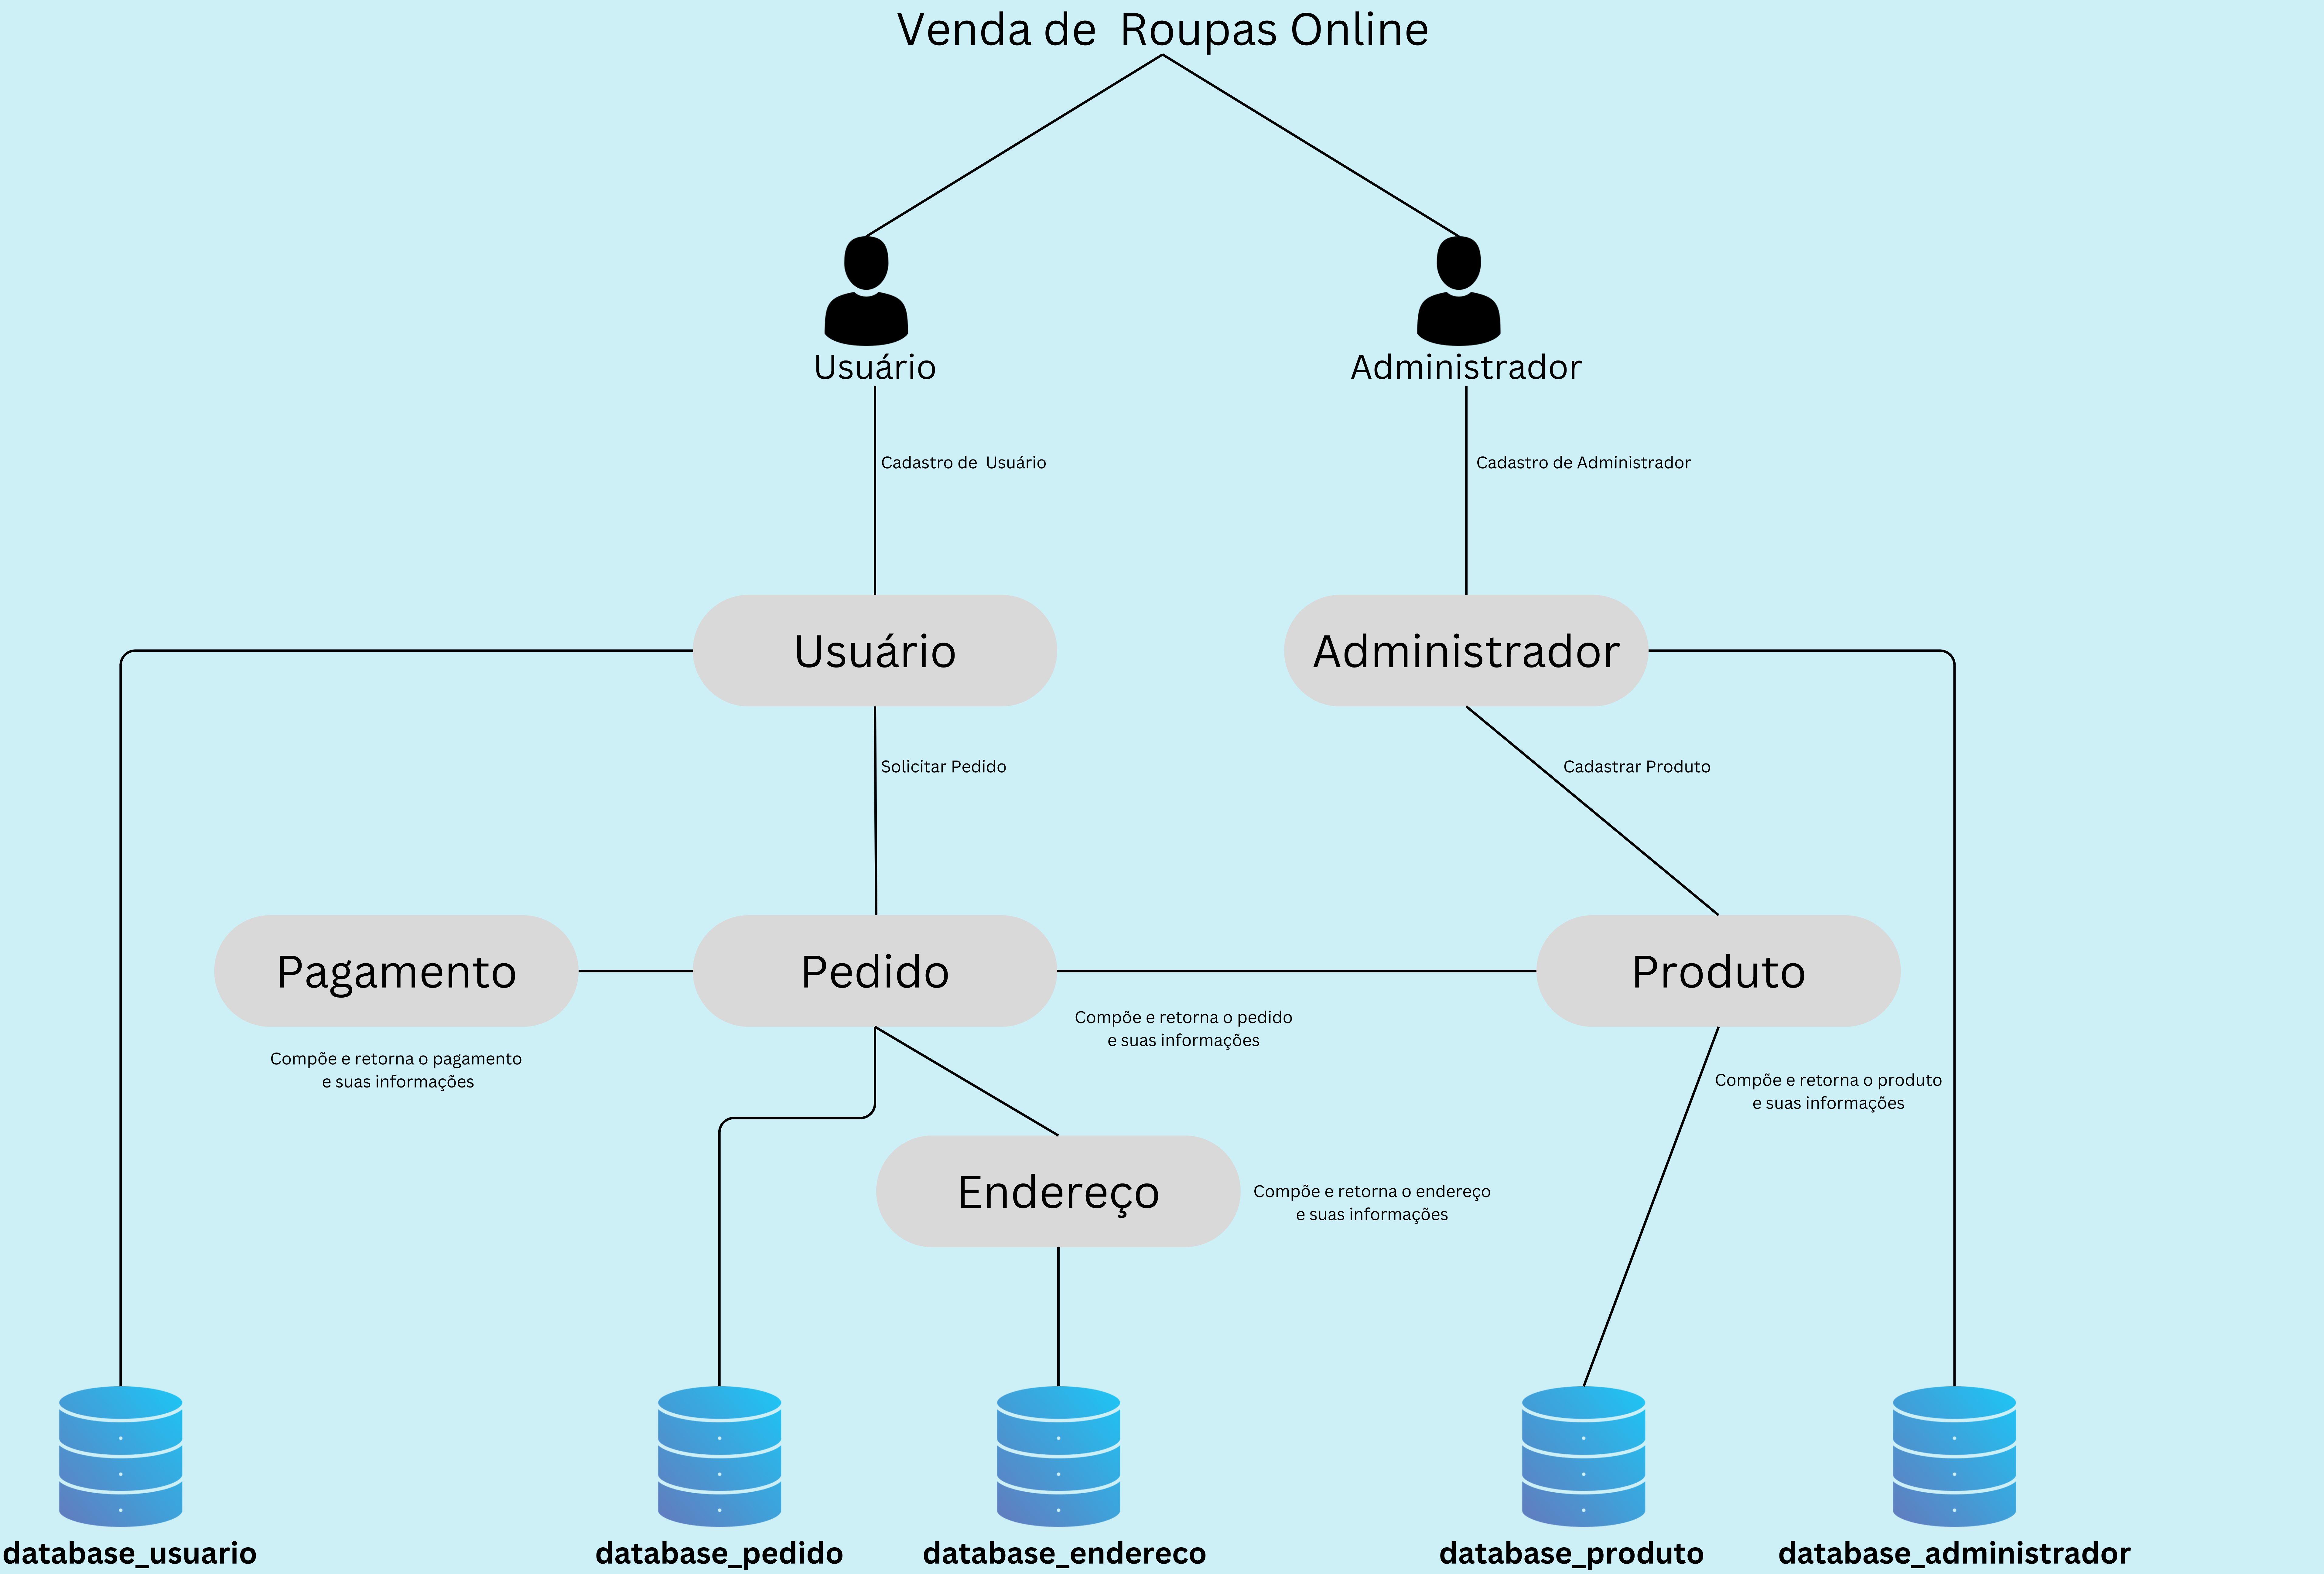 Venda de  Roupas Online
Usuário
Administrador
Cadastro de  Usuário
Cadastro de Administrador
Usuário
Administrador
Solicitar Pedido
Cadastrar Produto
Pagamento
Pedido
Produto
Compõe e retorna o pedido
e suas informações
Compõe e retorna o pagamento
e suas informações
Compõe e retorna o produto
e suas informações
Endereço
Compõe e retorna o endereço
e suas informações
database_usuario
database_pedido
database_endereco
database_produto
database_administrador